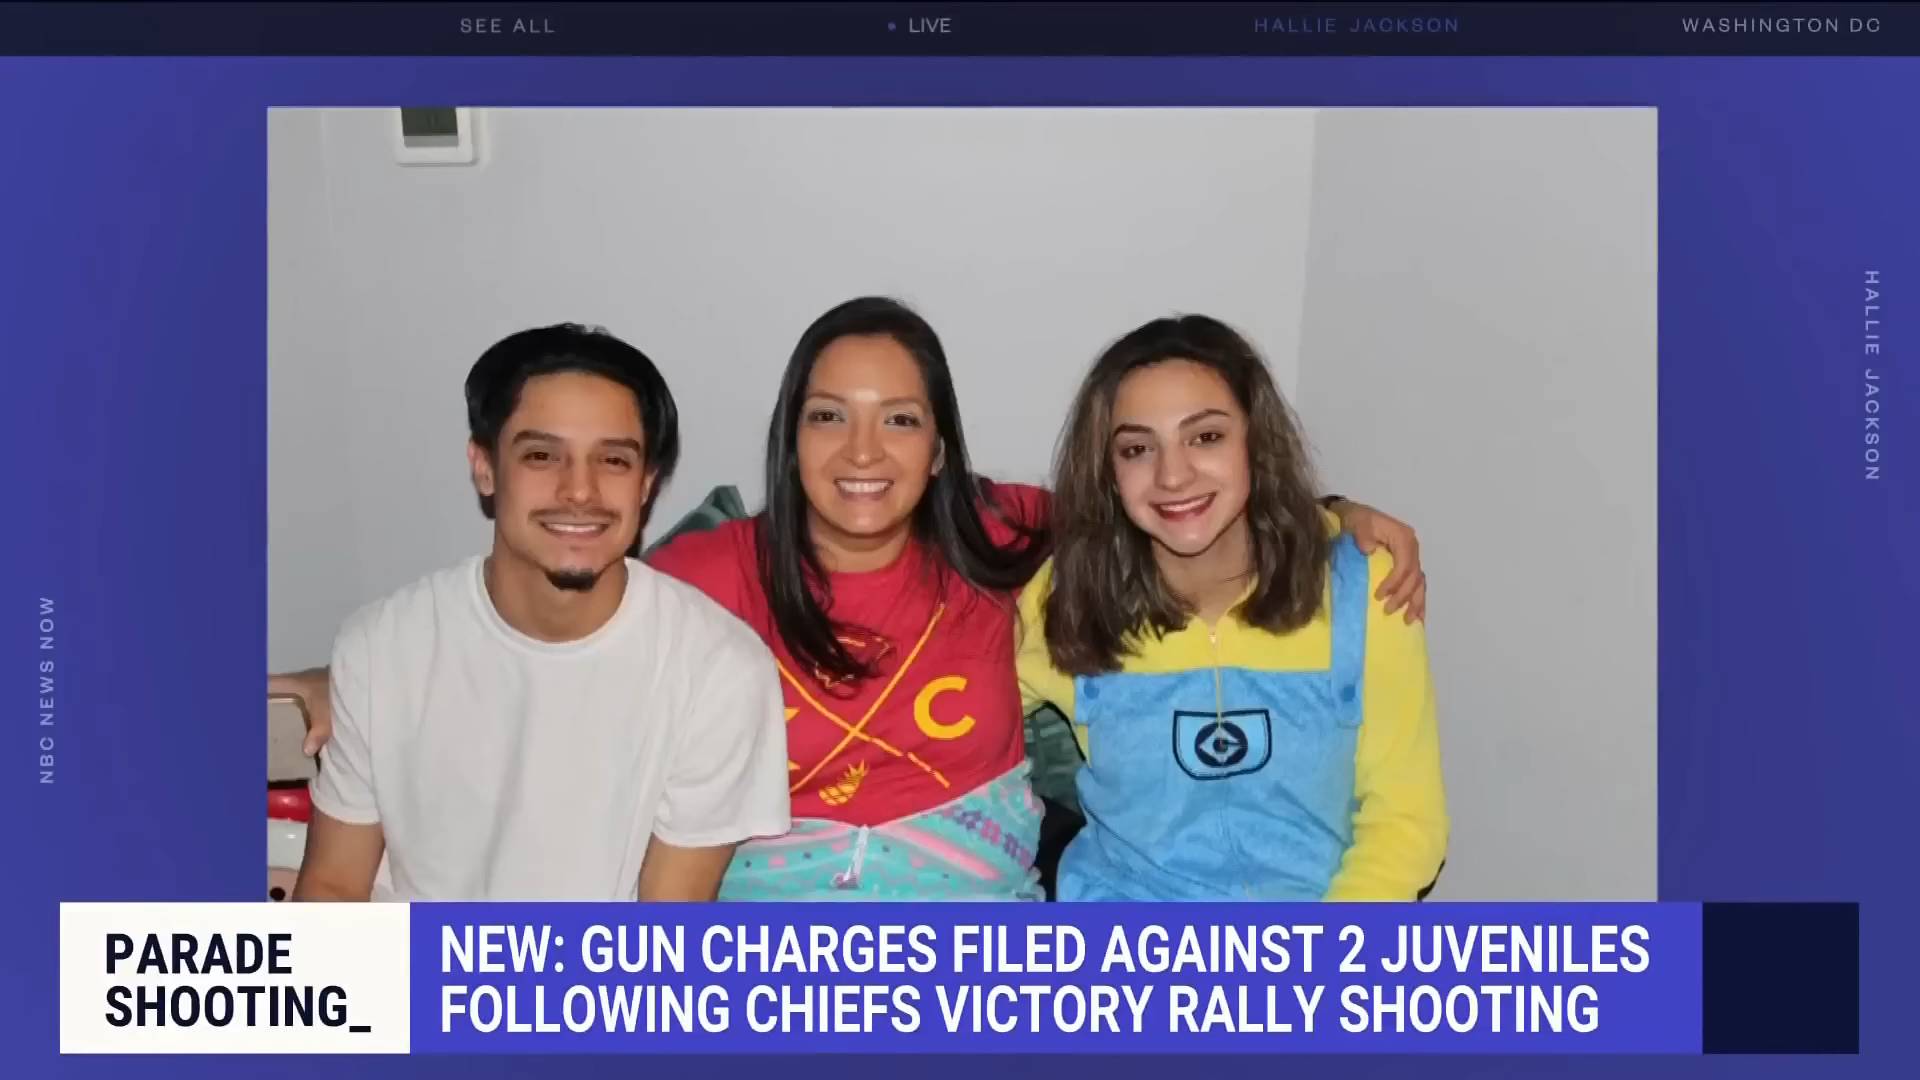 SEE ALL
LIVE
HALLIE JACKSON
WASHINGTON DC
HALLIE JACKSON
NBC NEWS NOW
C
PARADE
SHOOTING_
NEW: GUN CHARGES FILED AGAINST 2 JUVENILES
FOLLOWING CHIEFS VICTORY RALLY SHOOTING